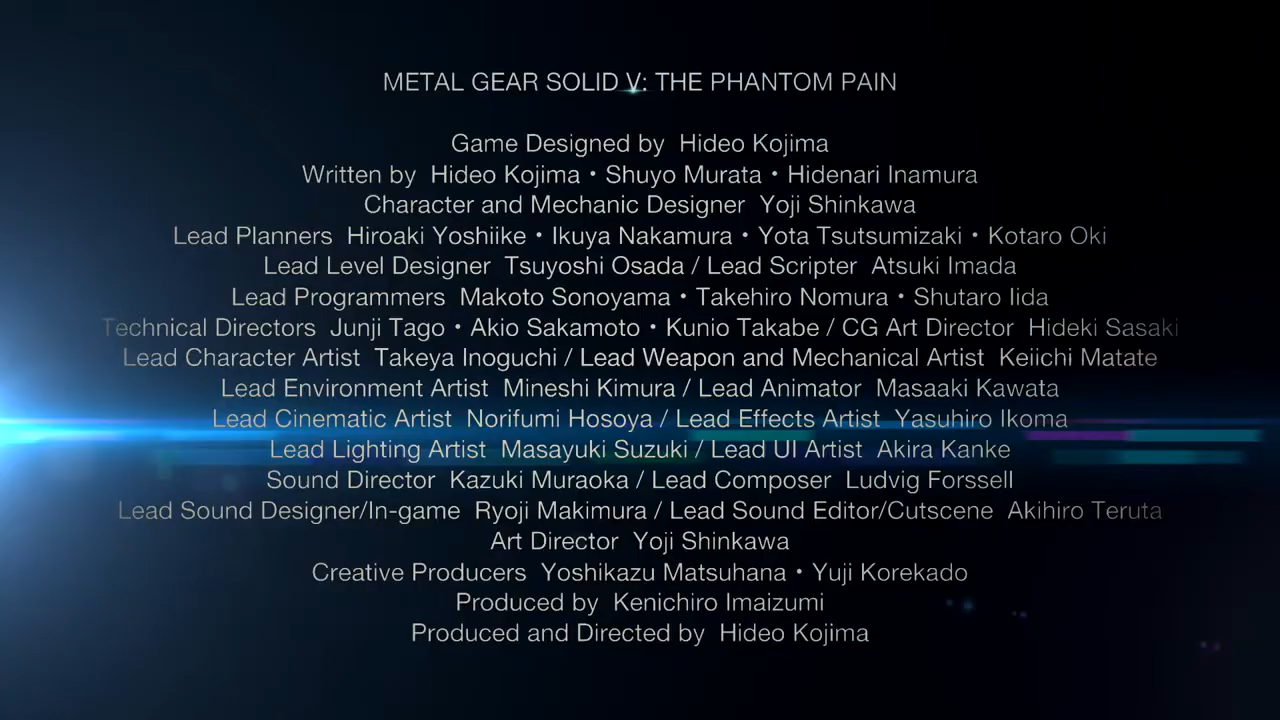 METAL GEAR SOLID V: THE PHANTOM PAIN
Game Designed by Hideo Kojima
Written by Hideo Kojima・Shuyo Murata・Hidenari Inamura
Character and Mechanic Designer Yoji Shinkawa
Lead Planners Hiroaki Yoshiike・Ikuya Nakamura・Yota Tsutsumizaki・Kotaro Oki
Lead Level Designer Tsuyoshi Osada / Lead Scripter Atsuki Imada
Lead Programmers Makoto Sonoyama・Takehiro Nomura・Shutaro Iida
Technical Directors Junji Tago・Akio Sakamoto・Kunio Takabe / CG Art Director Hideki Sasaki
Lead Character Artist Takeya Inoguchi / Lead Weapon and Mechanical Artist Keiichi Matate
Lead Environment Artist Mineshi Kimura / Lead Animator Masaaki Kawata
Lead Cinematic Artist Norifumi Hosoya / Lead Effects Artist Yasuhiro Ikoma
Lead Lighting Artist Masayuki Suzuki / Lead UI Artist Akira Kanke
Sound Director Kazuki Muraoka / Lead Composer Ludvig Forssell
Lead Sound Designer/In-game Ryoji Makimura / Lead Sound Editor/Cutscene Akihiro Teruta
Art Director Yoji Shinkawa
Creative Producers Yoshikazu Matsuhana・Yuji Korekado
Produced by Kenichiro Imaizumi
Produced and Directed by Hideo Kojima